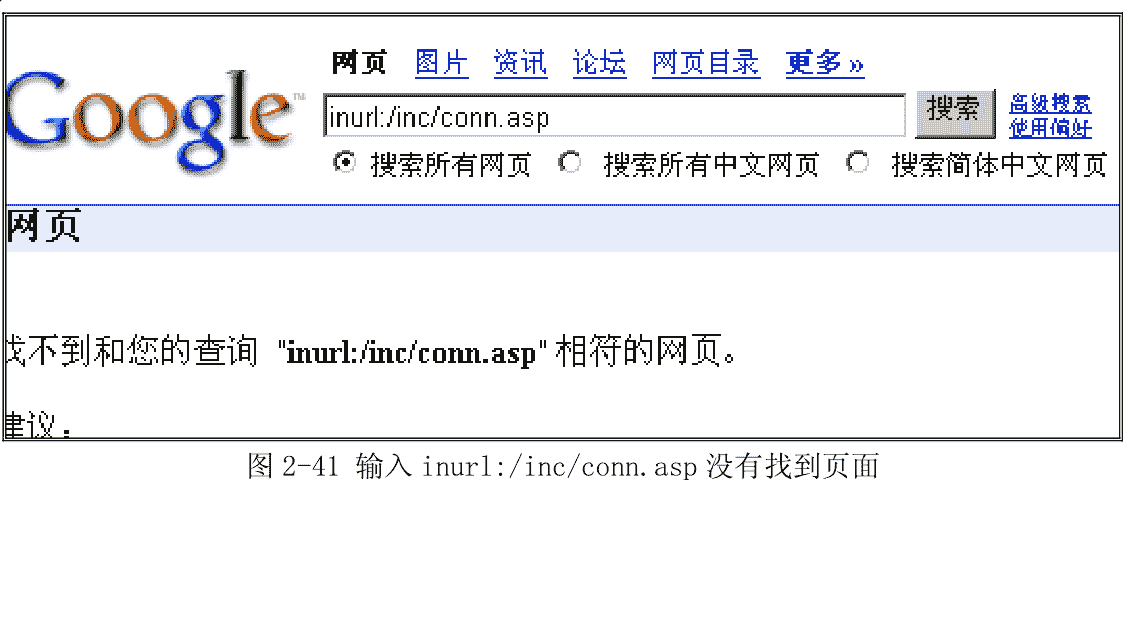 网页 图片 资讯 论坛 网页目录 更多 »
Google™
inurl:/inc/conn.asp 搜索 高级搜索
使用偏好
搜索所有网页 搜索所有中文网页 搜索简体中文网页
网页
找不到和您的查询 "inurl:/inc/conn.asp" 相符的网页。
建议：
图 2-41 输入 inurl:/inc/conn.asp 没有找到页面